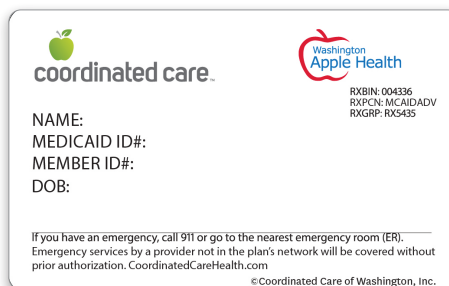 coordinated care™
Washington
Apple Health
RXBIN: 004336
RXPCN: MCAIDADV
RXGRP: RX5435
NAME:
MEDICAID ID#:
MEMBER ID#:
DOB:
If you have an emergency, call 911 or go to the nearest emergency room (ER).
Emergency services by a provider not in the plan's network will be covered without
prior authorization. CoordinatedCareHealth.com
©Coordinated Care of Washington, Inc.